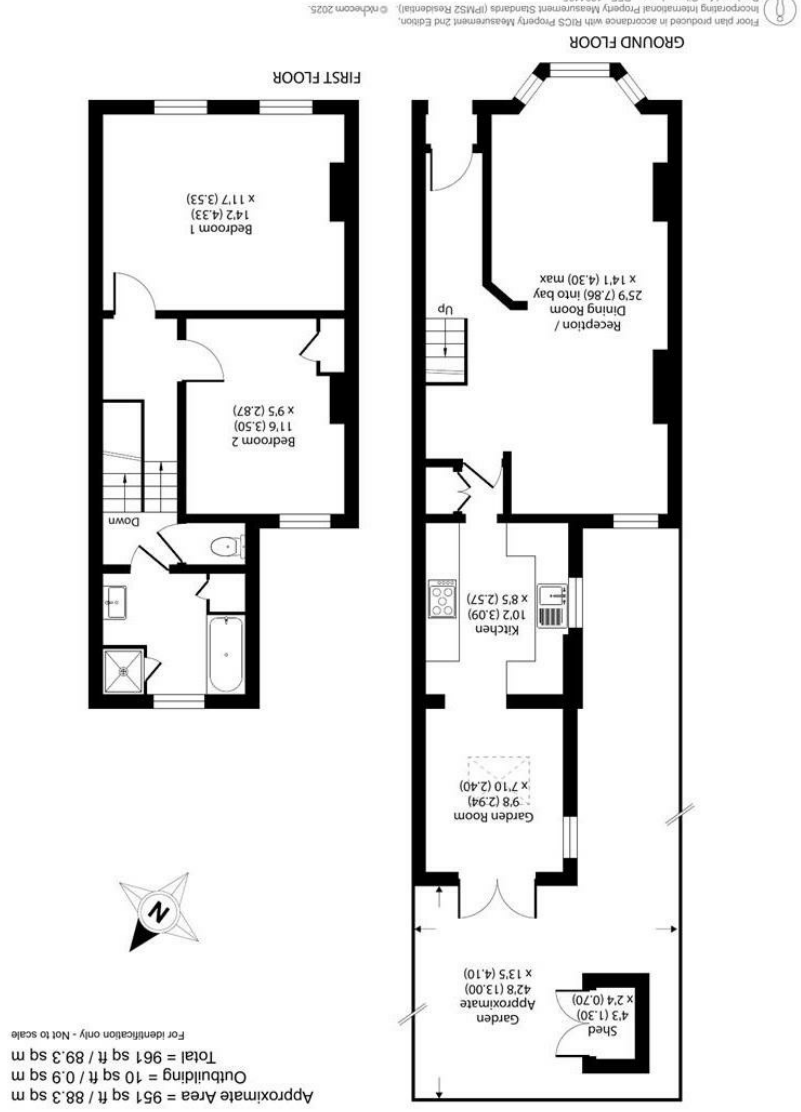 Approximate Area = 951 sq ft / 88.3 sq m
Outbuilding = 10 sq ft / 0.9 sq m
Total = 961 sq ft / 89.3 sq m
For identification only - Not to scale
N
Shed
4'3 (1.30)
x 2'4 (0.70)
Garden
Approximate
42'8 (13.00)
x 13'5 (4.10)
Garden Room
9'8 (2.94)
x 7'10 (2.40)
Kitchen
10'2 (3.09)
x 8'5 (2.57)
Up
Reception /
Dining Room
25'9 (7.86) into bay
x 14'1 (4.30) max
GROUND FLOOR
Down
Bedroom 2
11'6 (3.50)
x 9'5 (2.87)
Bedroom 1
14'2 (4.33)
x 11'7 (3.53)
FIRST FLOOR
Floor plan produced in accordance with RICS Property Measurement 2nd Edition,
Incorporating International Property Measurement Standards (IPMS2 Residential). © nichecom 2025.